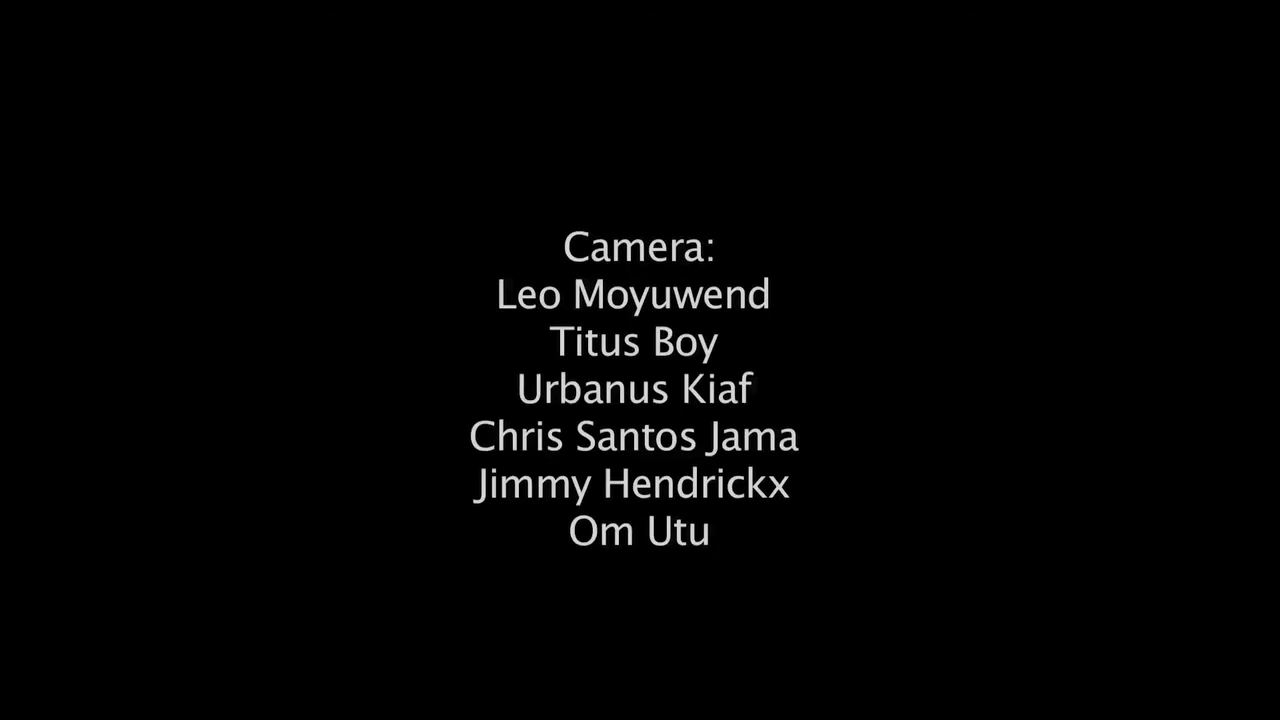 Camera:
Leo Moyuwend
Titus Boy
Urbanus Kiaf
Chris Santos Jama
Jimmy Hendrickx
Om Utu